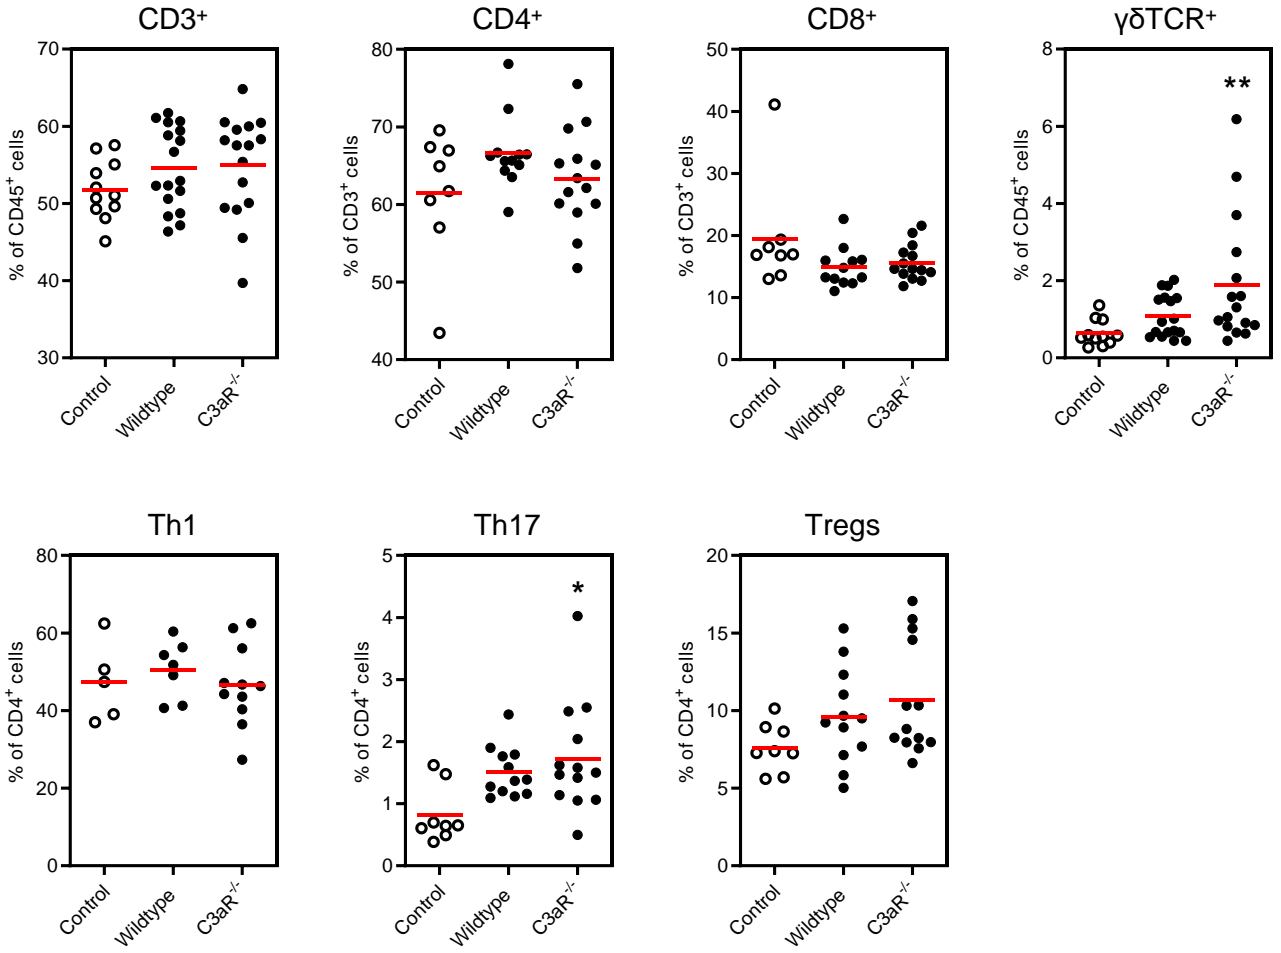 CD3⁺ CD4⁺ CD8⁺ γδTCR⁺
% of CD45⁺ cells
70
60
50
40
30
Control Wildtype C3aR⁻/⁻
% of CD3⁺ cells
80
70
60
50
40
Control Wildtype C3aR⁻/⁻
% of CD3⁺ cells
50
40
30
20
10
0
Control Wildtype C3aR⁻/⁻
% of CD45⁺ cells
8
6
4
2
0
**
Control Wildtype C3aR⁻/⁻
Th1 Th17 Tregs
% of CD4⁺ cells
80
60
40
20
0
Control Wildtype C3aR⁻/⁻
% of CD4⁺ cells
5
4
3
2
1
0
*
Control Wildtype C3aR⁻/⁻
% of CD4⁺ cells
20
15
10
5
0
Control Wildtype C3aR⁻/⁻